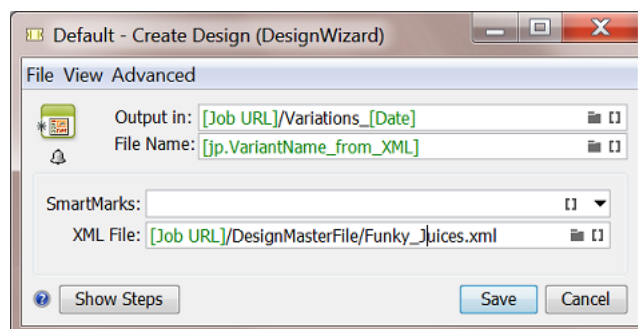 Default - Create Design (DesignWizard)
File View Advanced
Output in: [Job URL]/Variations_[Date]
File Name: [jp.VariantName_from_XML]
SmartMarks:
XML File: [Job URL]/DesignMasterFile/Funky_Juices.xml
Show Steps Save Cancel